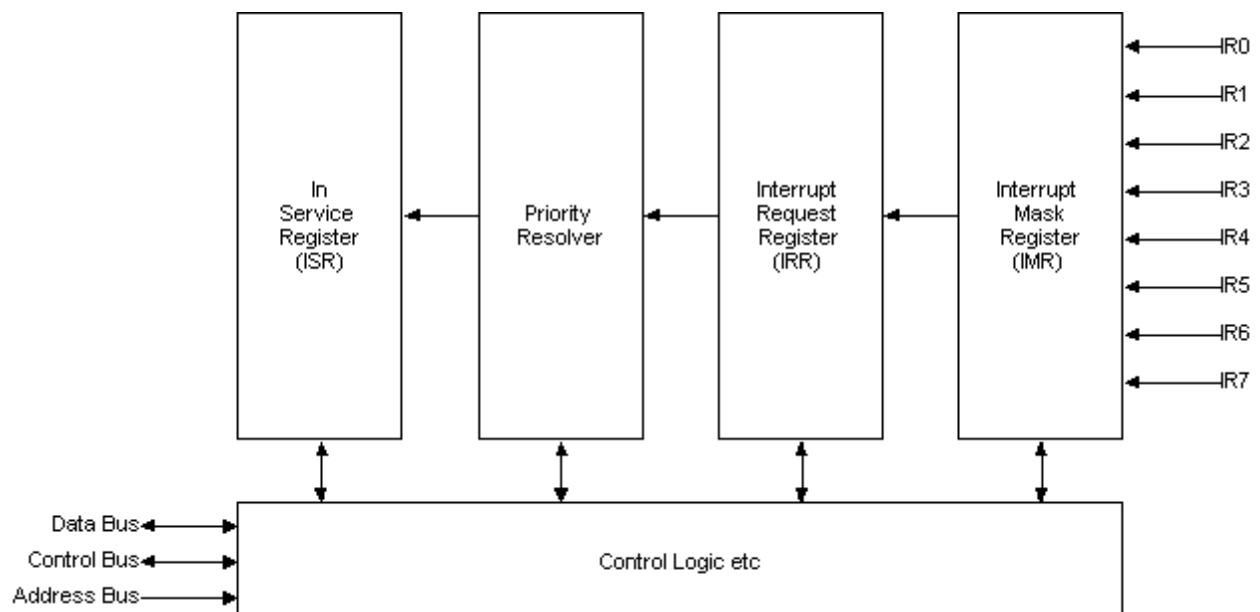 In
Service
Register
(ISR)
Priority
Resolver
Interrupt
Request
Register
(IRR)
Interrupt
Mask
Register
(IMR)
IR0
IR1
IR2
IR3
IR4
IR5
IR6
IR7
Data Bus
Control Bus
Address Bus
Control Logic etc